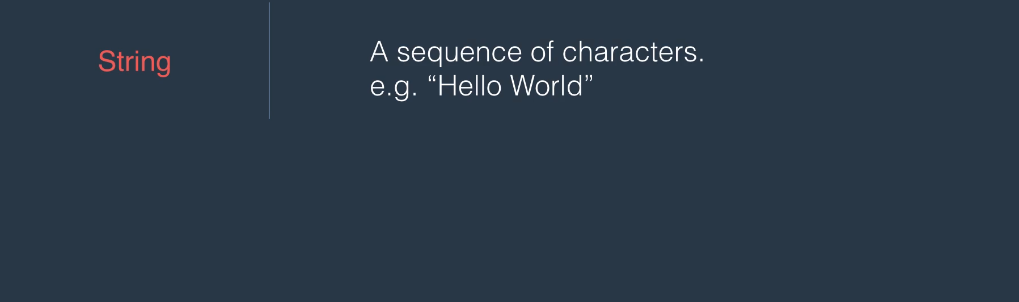 String
A sequence of characters.
e.g. “Hello World”